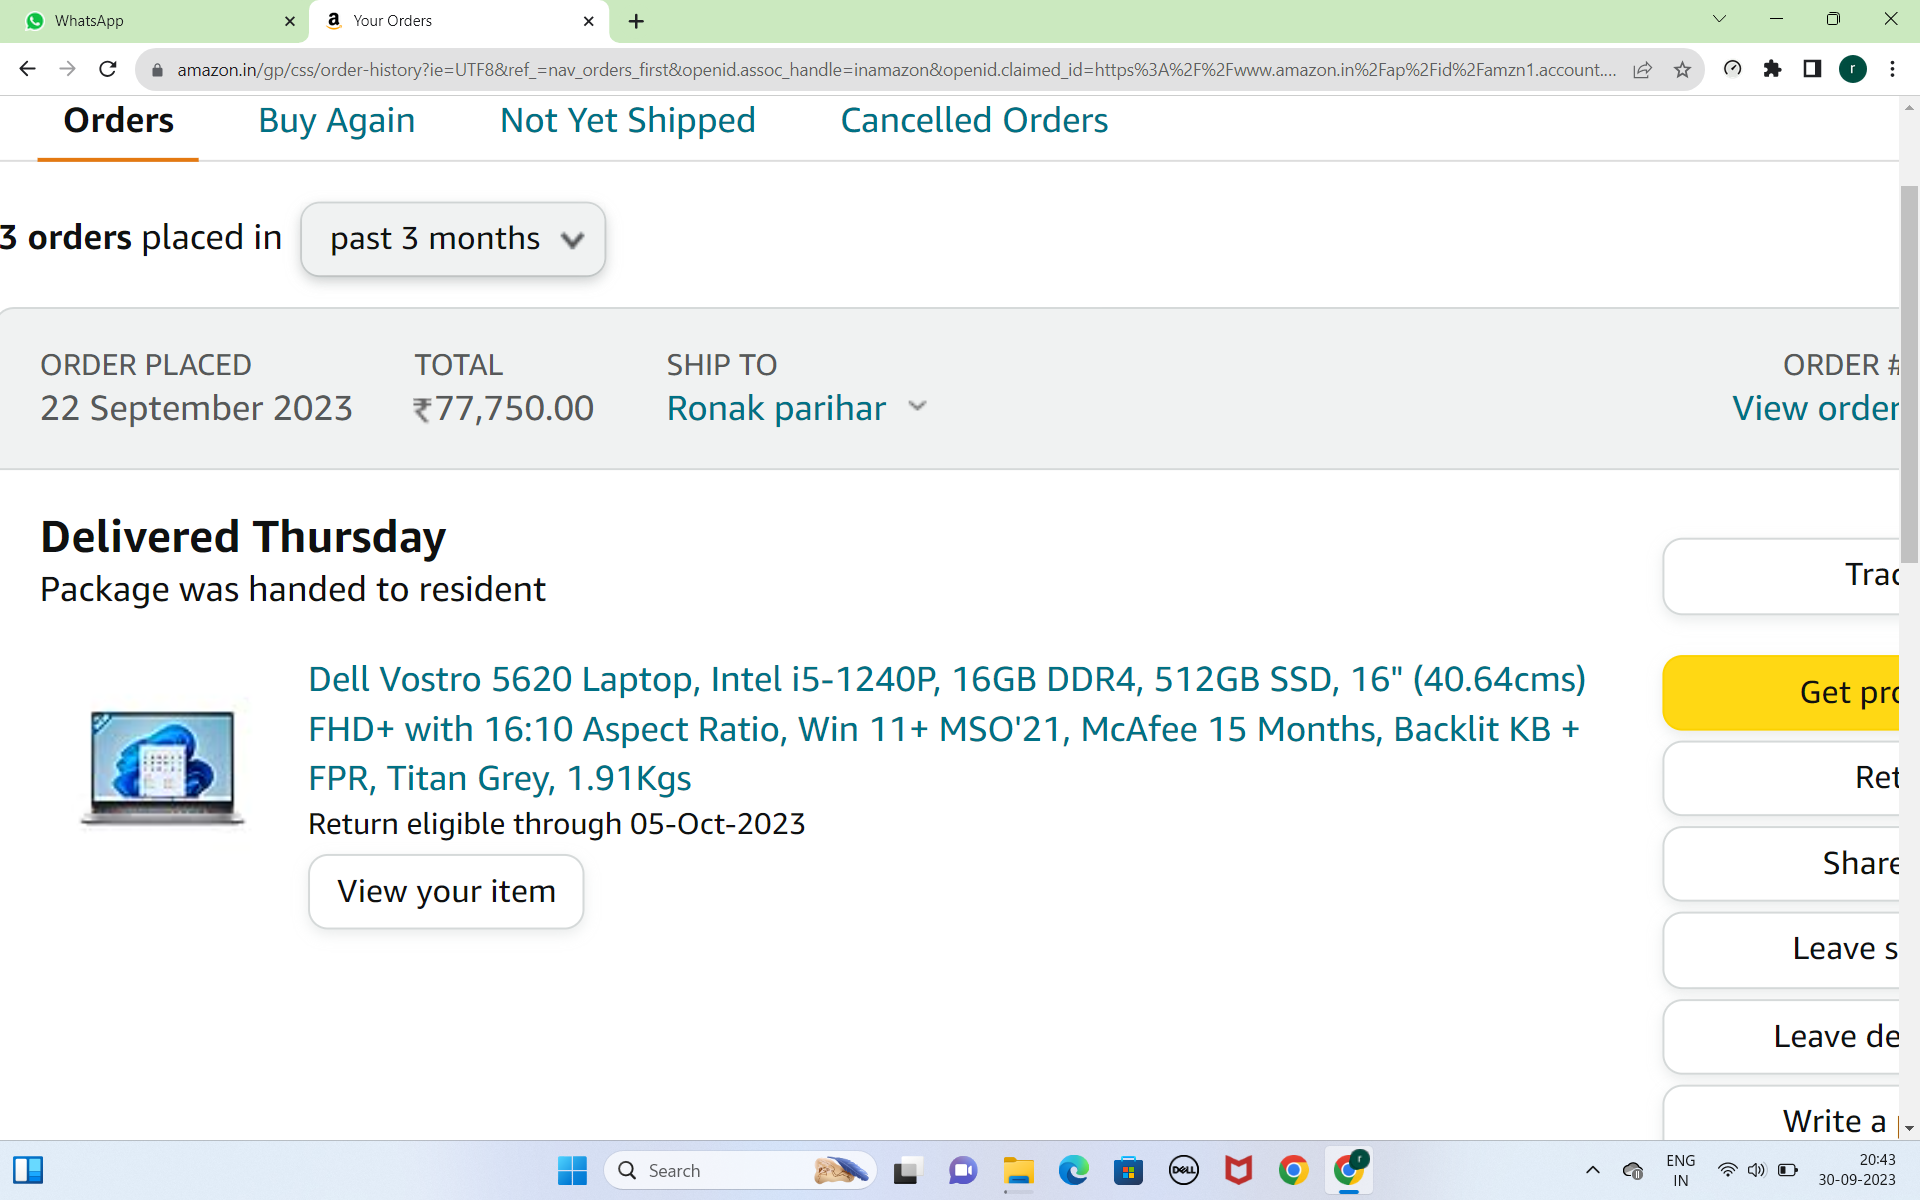 WhatsApp
Your Orders
amazon.in/gp/css/order-history?ie=UTF8&ref_=nav_orders_first&openid.assoc_handle=inamazon&openid.claimed_id=https%3A%2F%2Fwww.amazon.in%2Fap%2Fid%2Famzn1.account....
r
Orders Buy Again Not Yet Shipped Cancelled Orders
3 orders placed in past 3 months
ORDER PLACED TOTAL SHIP TO ORDER #
22 September 2023 ₹77,750.00 Ronak parihar View order
Delivered Thursday
Package was handed to resident
Trac
Dell Vostro 5620 Laptop, Intel i5-1240P, 16GB DDR4, 512GB SSD, 16" (40.64cms)
FHD+ with 16:10 Aspect Ratio, Win 11+ MSO'21, McAfee 15 Months, Backlit KB +
FPR, Titan Grey, 1.91Kgs
Return eligible through 05-Oct-2023
View your item
Get pro
Ret
Share
Leave s
Leave de
Write a
Search
DELL
r
ENG
IN
20:43
30-09-2023